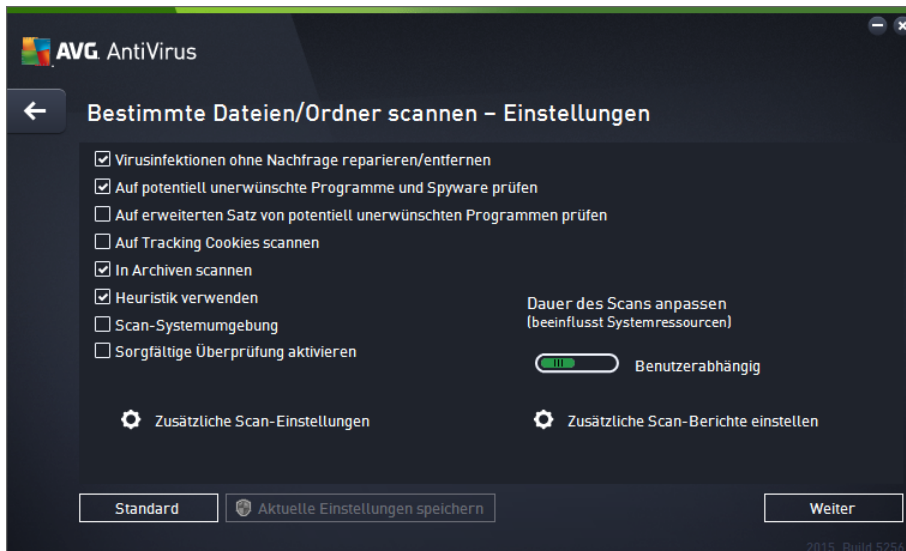 AVG AntiVirus
Bestimmte Dateien/Ordner scannen – Einstellungen
Virusinfektionen ohne Nachfrage reparieren/entfernen
Auf potentiell unerwünschte Programme und Spyware prüfen
Auf erweiterten Satz von potentiell unerwünschten Programmen prüfen
Auf Tracking Cookies scannen
In Archiven scannen
Heuristik verwenden
Scan-Systemumgebung
Sorgfältige Überprüfung aktivieren
Dauer des Scans anpassen
(beeinflusst Systemressourcen)
Benutzerabhängig
Zusätzliche Scan-Einstellungen
Zusätzliche Scan-Berichte einstellen
Standard
Aktuelle Einstellungen speichern
Weiter
2015 Build 5256